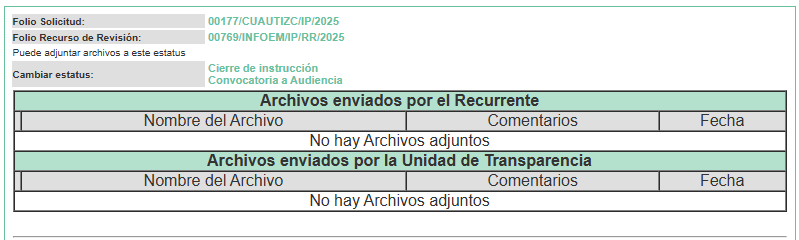 Folio Solicitud: 00177/CUAUTIZC/IP/2025
Folio Recurso de Revisión: 00769/INFOEM/IP/RR/2025
Puede adjuntar archivos a este estatus
Cambiar estatus: Cierre de instrucción
Convocatoria a Audiencia
Archivos enviados por el Recurrente
Nombre del Archivo Comentarios Fecha
No hay Archivos adjuntos
Archivos enviados por la Unidad de Transparencia
Nombre del Archivo Comentarios Fecha
No hay Archivos adjuntos